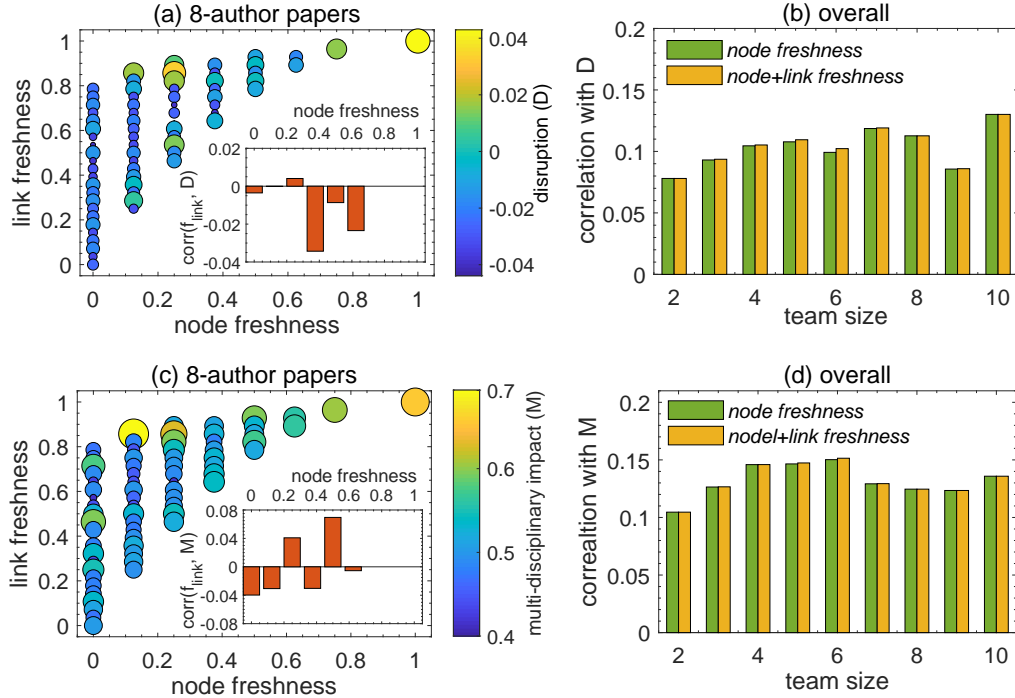 (a) 8-author papers
link freshness
1
0.8
0.6
0.4
0.2
0
0
0.2
0.4
0.6
0.8
1
node freshness
node freshness
0 0.2 0.4 0.6 0.8 1
corr(f_link, D)
0.02
0
-0.02
-0.04
0.04
0.02
0
-0.02
-0.04
disruption (D)
(b) overall
correlation with D
0.2
0.15
0.1
0.05
0
node freshness
node+link freshness
2 4 6 8 10
team size
(c) 8-author papers
link freshness
1
0.8
0.6
0.4
0.2
0
0 0.2 0.4 0.6 0.8 1
node freshness
node freshness
0 0.2 0.4 0.6 0.8 1
corr(f_link, M)
0.08
0.04
0
-0.04
-0.08
0.7
0.6
0.5
0.4
multi-disciplinary impact (M)
(d) overall
correaltion with M
0.2
0.15
0.1
0.05
0
node freshness
nodel+link freshness
2 4 6 8 10
team size